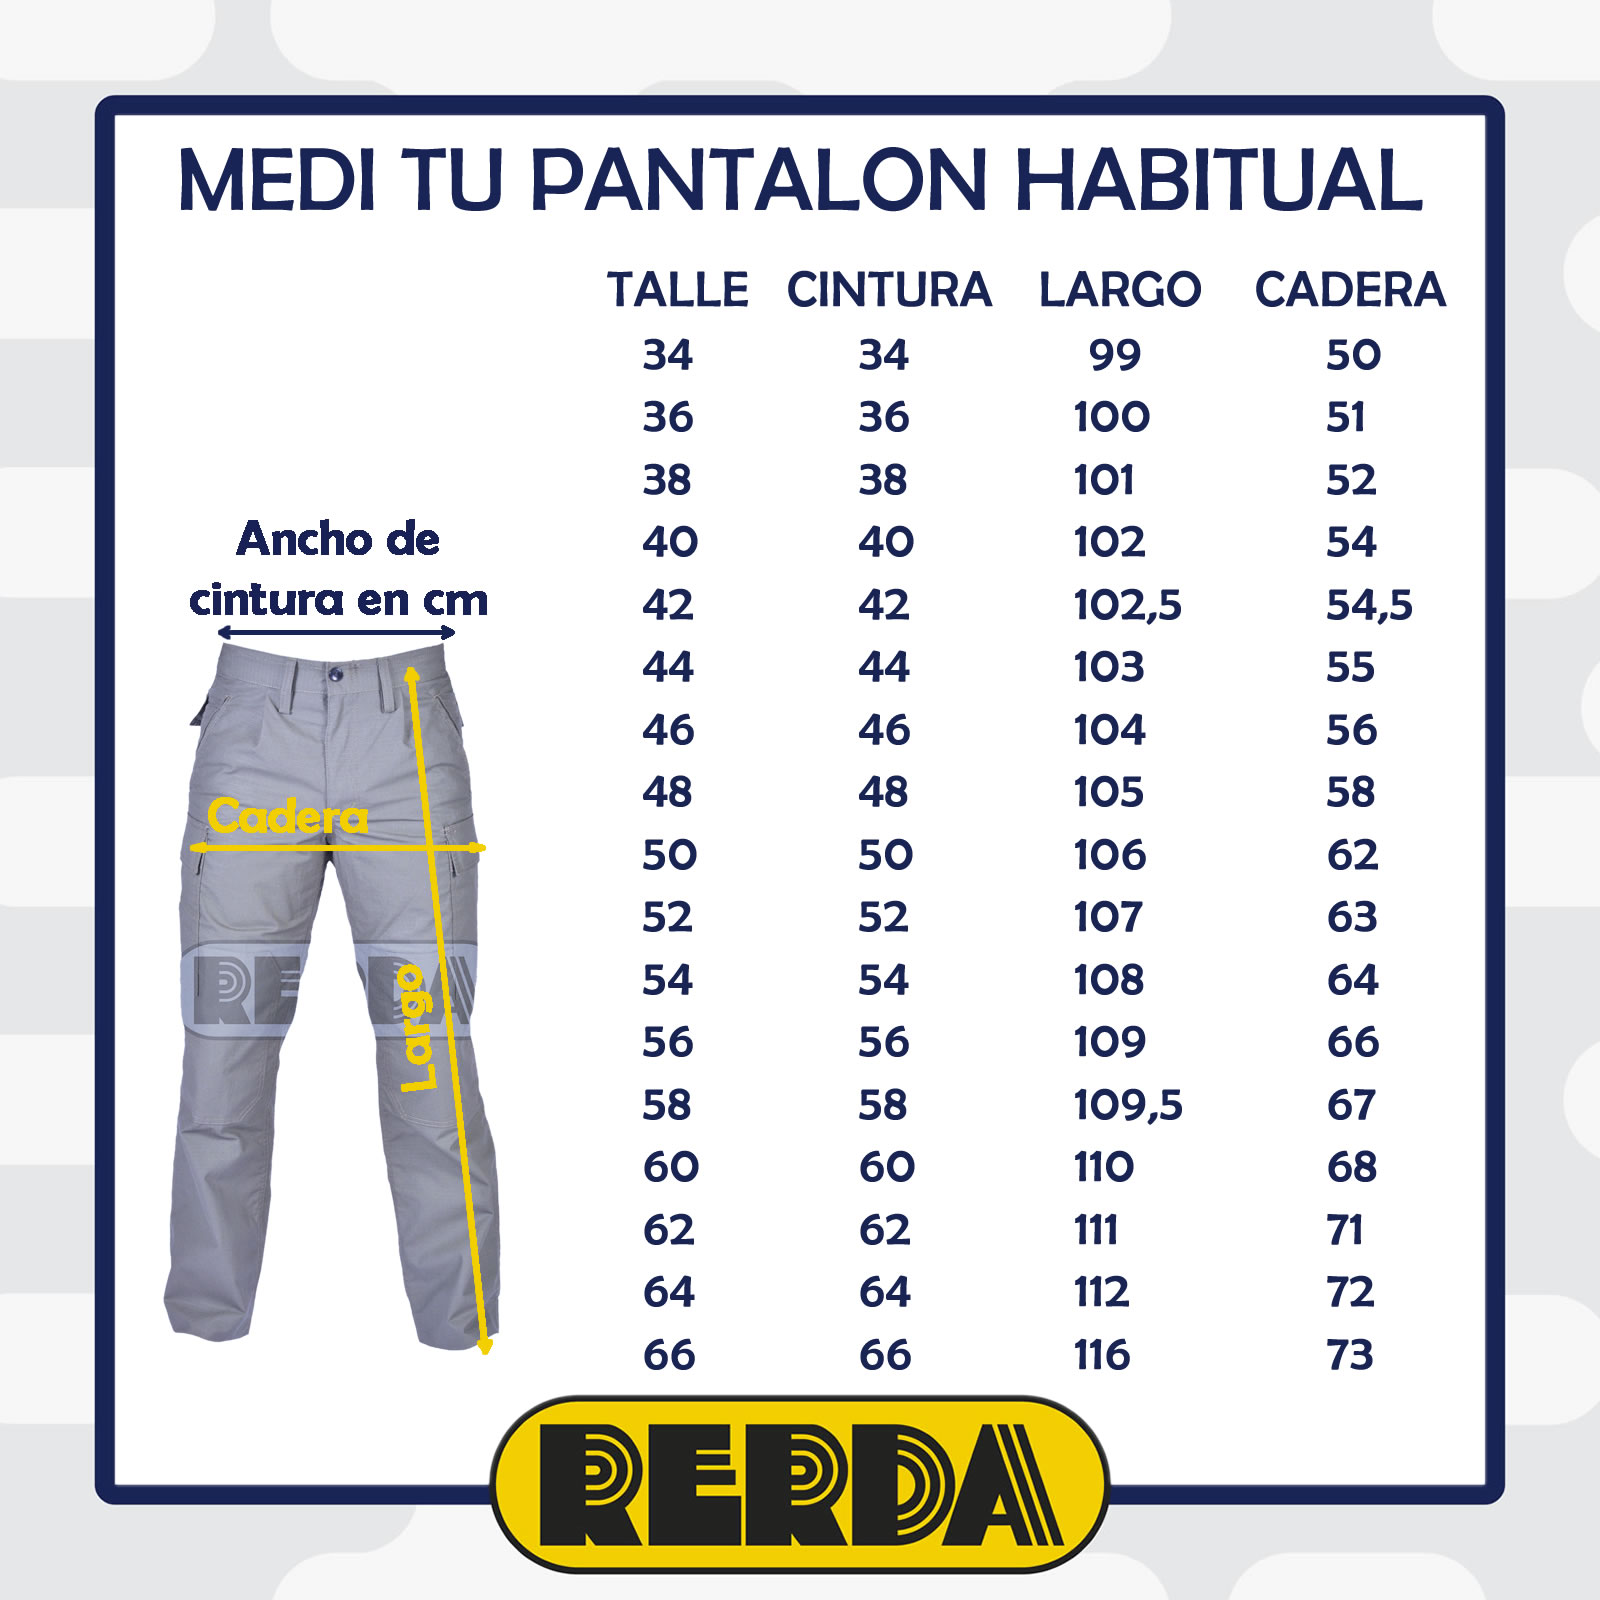 MEDI TU PANTALON HABITUAL
TALLE CINTURA LARGO CADERA
34 34 99 50
36 36 100 51
38 38 101 52
40 40 102 54
42 42 102,5 54,5
44 44 103 55
46 46 104 56
48 48 105 58
50 50 106 62
52 52 107 63
54 54 108 64
56 56 109 66
58 58 109,5 67
60 60 110 68
62 62 111 71
64 64 112 72
66 66 116 73
Ancho de
cintura en cm
Cadera
RERDA
Largo
RERDA